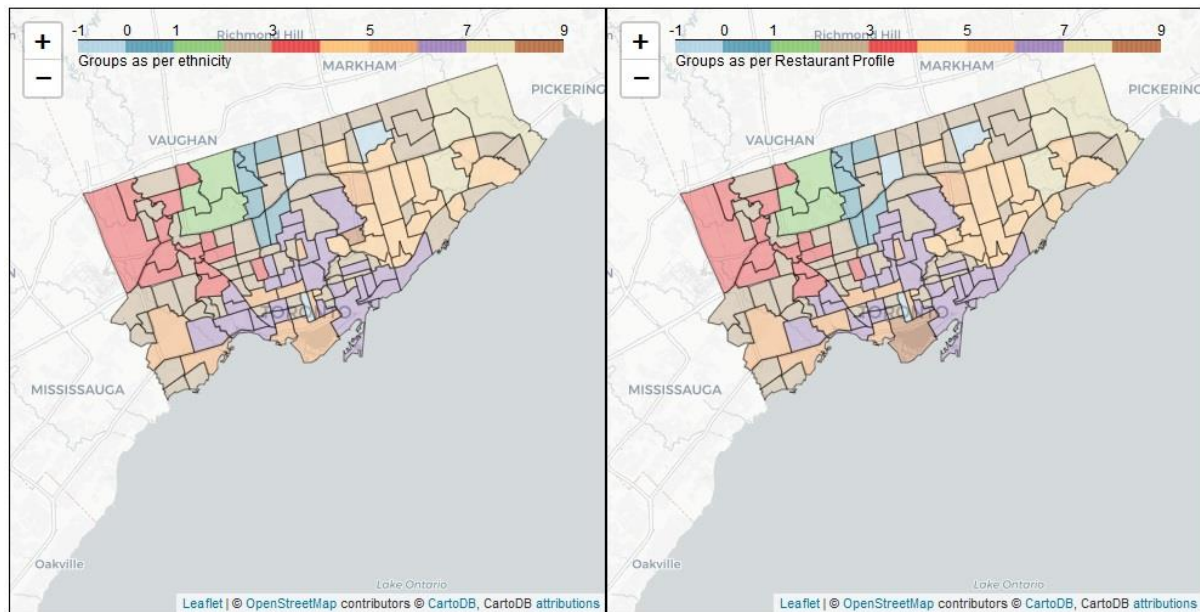 +
−
-1 0 1 3 5 7 9
Groups as per ethnicity
Richmond Hill
MARKHAM
PICKERING
VAUGHAN
TORONTO
MISSISSAUGA
Oakville
Lake Ontario
Leaflet | © OpenStreetMap contributors © CartoDB, CartoDB attributions
+
−
-1 0 1 3 5 7 9
Groups as per Restaurant Profile
Richmond Hill
MARKHAM
PICKERING
VAUGHAN
TORONTO
MISSISSAUGA
Oakville
Lake Ontario
Leaflet | © OpenStreetMap contributors © CartoDB, CartoDB attributions